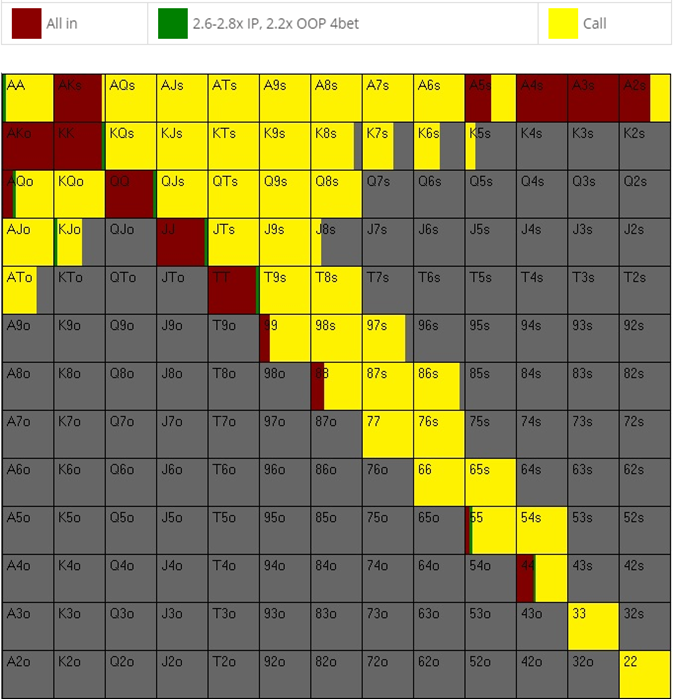 All in 2.6-2.8x IP, 2.2x OOP 4bet Call
AA AKs AQs AJs ATs A9s A8s A7s A6s A5s A4s A3s A2s
AKo KK KQs KJs KTs K9s K8s K7s K6s K5s K4s K3s K2s
AQo KQo QQ QJs QTs Q9s Q8s Q7s Q6s Q5s Q4s Q3s Q2s
AJo KJo QJo JJ JTs J9s J8s J7s J6s J5s J4s J3s J2s
ATo KTo QTo JTo TT T9s T8s T7s T6s T5s T4s T3s T2s
A9o K9o Q9o J9o T9o 99 98s 97s 96s 95s 94s 93s 92s
A8o K8o Q8o J8o T8o 98o 88 87s 86s 85s 84s 83s 82s
A7o K7o Q7o J7o T7o 97o 87o 77 76s 75s 74s 73s 72s
A6o K6o Q6o J6o T6o 96o 86o 76o 66 65s 64s 63s 62s
A5o K5o Q5o J5o T5o 95o 85o 75o 65o 55 54s 53s 52s
A4o K4o Q4o J4o T4o 94o 84o 74o 64o 54o 44 43s 42s
A3o K3o Q3o J3o T3o 93o 83o 73o 63o 53o 43o 33 32s
A2o K2o Q2o J2o T2o 92o 82o 72o 62o 52o 42o 32o 22